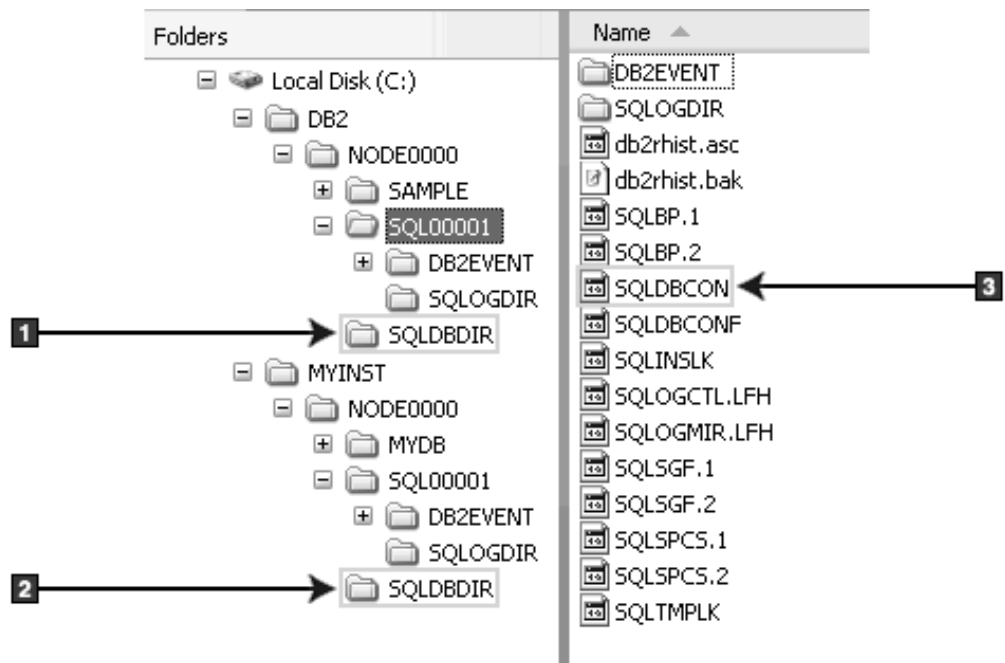 Folders
Local Disk (C:)
DB2
NODE0000
SAMPLE
SQL00001
DB2EVENT
SQLOGDIR
1
SQLDBDIR
MYINST
NODE0000
MYDB
SQL00001
DB2EVENT
SQLOGDIR
2
SQLDBDIR
Name
DB2EVENT
SQLOGDIR
db2rhist.asc
db2rhist.bak
SQLBP.1
SQLBP.2
SQLDBCON
3
SQLDBCONF
SQLINSLK
SQLOGCTL.LFH
SQLOGMIR.LFH
SQLSGF.1
SQLSGF.2
SQLSPCS.1
SQLSPCS.2
SQLTMPLK